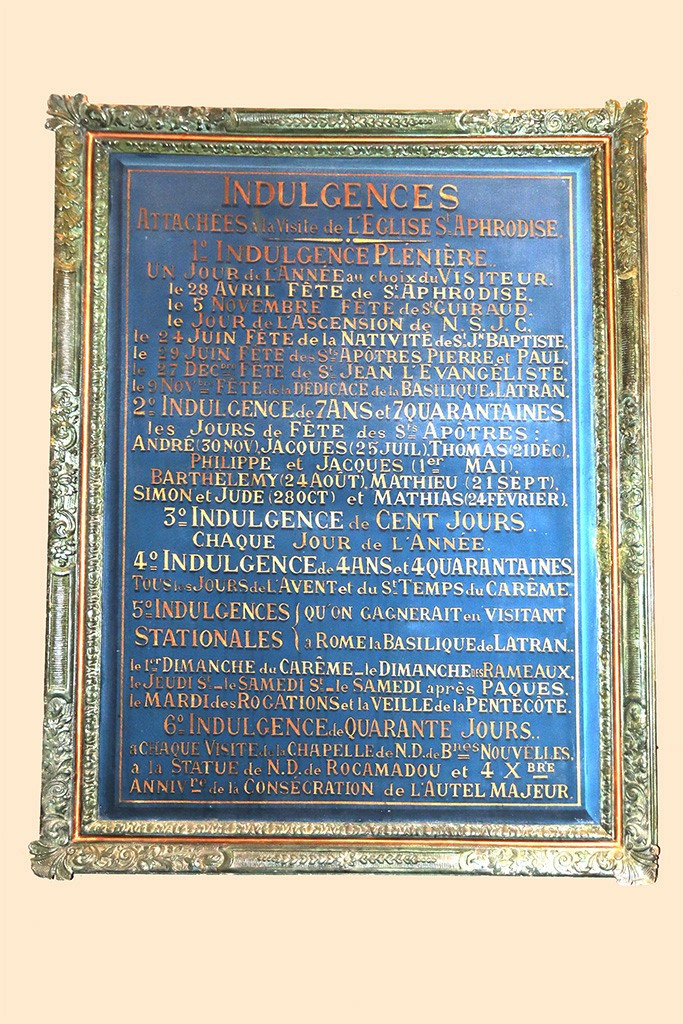 INDULGENCES
ATTACHÉES à la Visite de L'EGLISE St APHRODISE.
1º INDULGENCE PLENIÈRE..
UN JOUR de L'ANNÉE au choix du VISITEUR.
le 28 AVRIL FÊTE de St APHRODISE.
le 5 NOVEMBRE FÊTE de St GUIRAUD.
le JOUR de L'ASCENSION de N.S.J.C.
le 24 JUIN FÊTE de la NATIVITÉ de St Jn BAPTISTE,
le 29 JUIN FÊTE des Sts APÔTRES PIERRE et PAUL,
le 27 DÉCbre FÊTE de St JEAN L'EVANGÉLISTE,
le 9 NOVbre FÊTE de la DÉDICACE de la BASILIQUE de LATRAN.
2º INDULGENCE de 7 ANS et 7 QUARANTAINES..
les JOURS de FÊTE des Sts APÔTRES:
ANDRÉ (30 NOV), JACQUES (25 JUIL), THOMAS (21 DÉC),
PHILIPPE et JACQUES (1er MAI),
BARTHÉLEMY (24 AOUT), MATHIEU (21 SEPT),
SIMON et JUDE (28 OCT) et MATHIAS (24 FÉVRIER).
3º INDULGENCE de CENT JOURS..
CHAQUE JOUR de L'ANNÉE.
4º INDULGENCE de 4 ANS et 4 QUARANTAINES.
TOUS les JOURS de L'AVENT et du St TEMPS du CARÊME.
5º INDULGENCES { QU'ON GAGNERAIT en VISITANT
STATIONALES a ROME la BASILIQUE de LATRAN..
le 1er DIMANCHE du CARÊME _ le DIMANCHE DES RAMEAUX,
le JEUDI St _ le SAMEDI St _ le SAMEDI après PAQUES.
le MARDI des ROGATIONS et la VEILLE de la PENTECÔTE.
6º INDULGENCE de QUARANTE JOURS..
à CHAQUE VISITE de la CHAPELLE de N.D. de Bnes NOUVELLES,
a la STATUE de N.D. de ROCAMADOU et 4 XBRE
ANNIVre de la CONSÉCRATION de L'AUTEL MAJEUR.